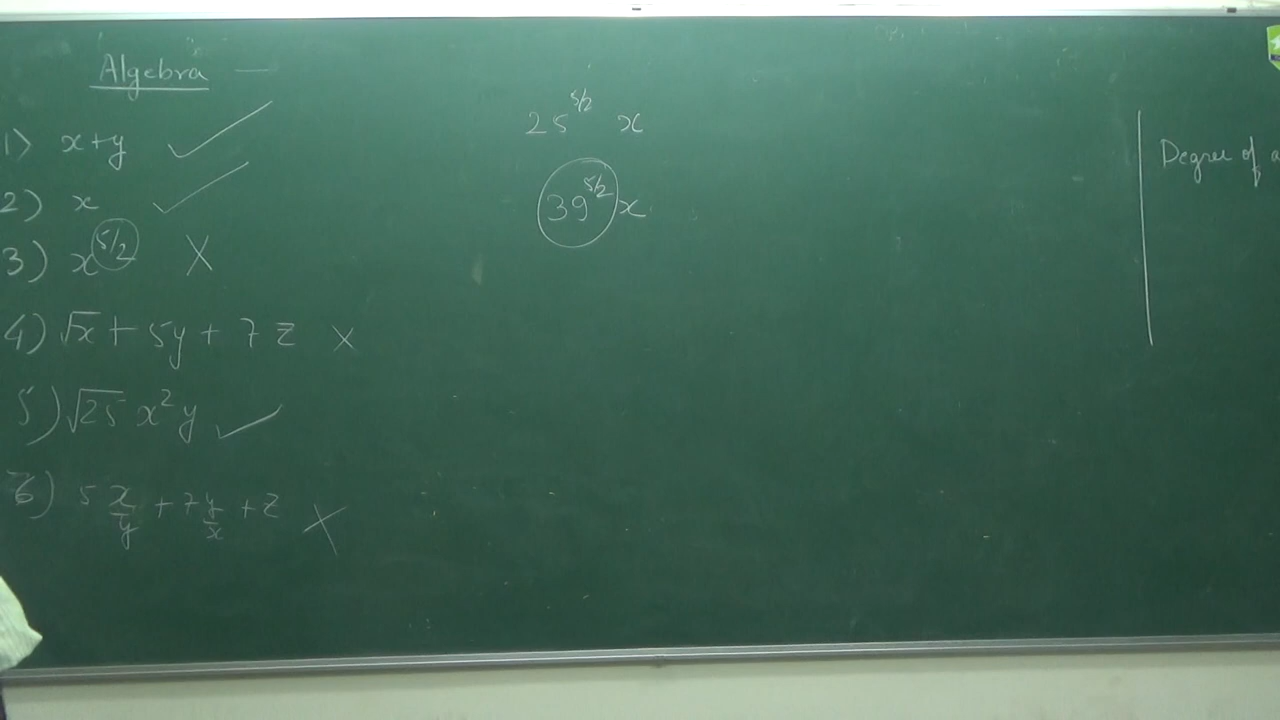 Algebra —
1) x+y ✓
2) x ✓
3) x^{5/2} X
4) √x + 5y + 7z x
5) √25 x²y ✓
6) 5 x/y + 7 y/x + z X
25^{5/2} x
39^{5/2} x
Degree of a